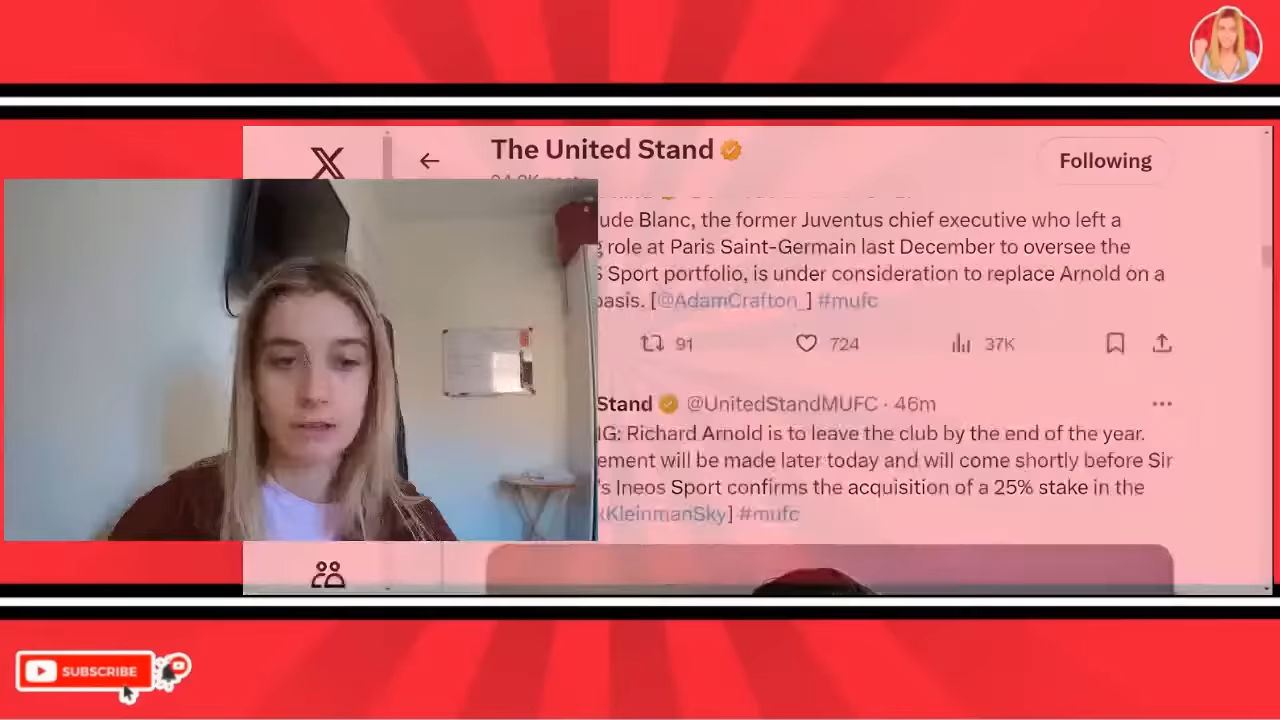 The United Stand
Following
ude Blanc, the former Juventus chief executive who left a
role at Paris Saint-Germain last December to oversee the
Sport portfolio, is under consideration to replace Arnold on a
basis. [@AdamCrafton_] #mufc
91
724
37K
Stand @UnitedStandMUFC · 46m
IG: Richard Arnold is to leave the club by the end of the year.
ement will be made later today and will come shortly before Sir
's Ineos Sport confirms the acquisition of a 25% stake in the
KleinmanSky] #mufc
SUBSCRIBE